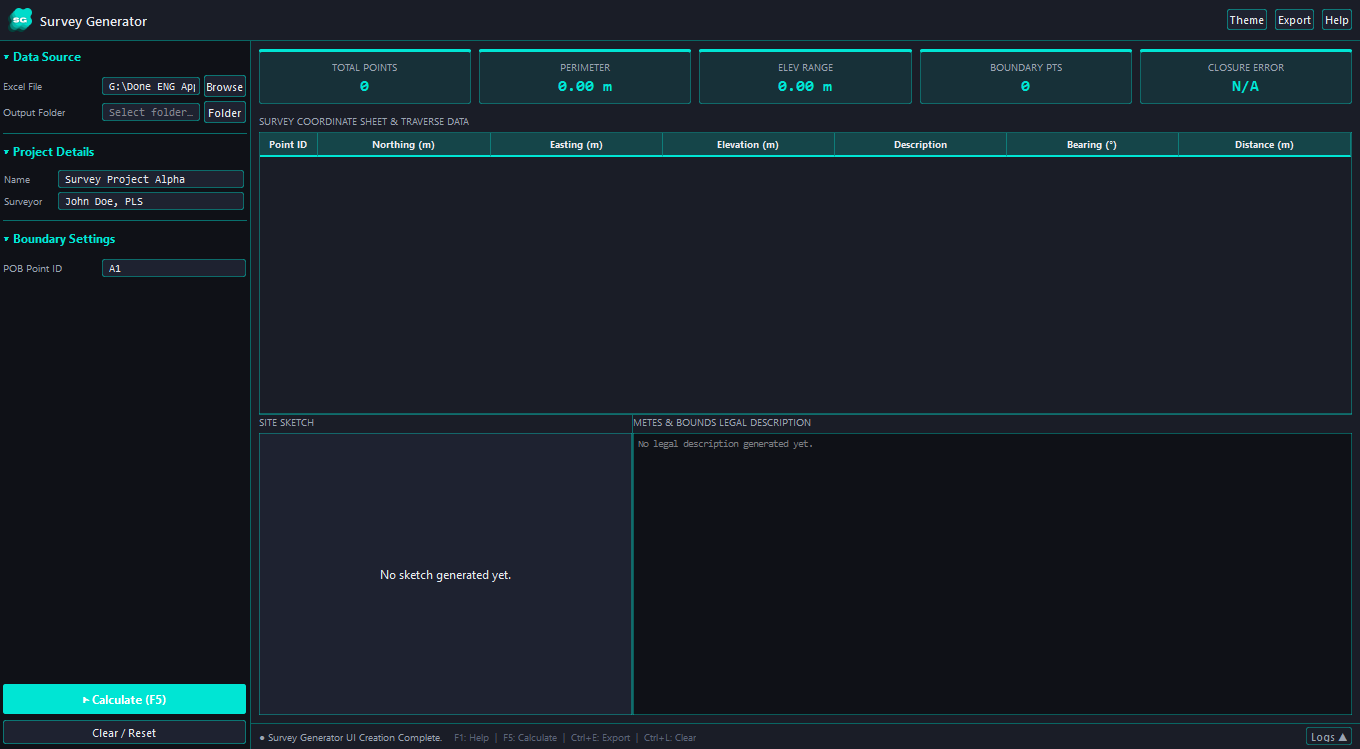 SG Survey Generator Theme Export Help
▾ Data Source
Excel File G:\Done ENG Ap Browse
Output Folder Select folder... Folder
▾ Project Details
Name Survey Project Alpha
Surveyor John Doe, PLS
▾ Boundary Settings
POB Point ID A1
▸ Calculate (F5)
Clear / Reset
TOTAL POINTS PERIMETER ELEV RANGE BOUNDARY PTS CLOSURE ERROR
0 0.00 m 0.00 m 0 N/A
SURVEY COORDINATE SHEET & TRAVERSE DATA
Point ID Northing (m) Easting (m) Elevation (m) Description Bearing (°) Distance (m)
SITE SKETCH METES & BOUNDS LEGAL DESCRIPTION
No legal description generated yet.
No sketch generated yet.
● Survey Generator UI Creation Complete. F1: Help | F5: Calculate | Ctrl+E: Export | Ctrl+L: Clear Logs ▲